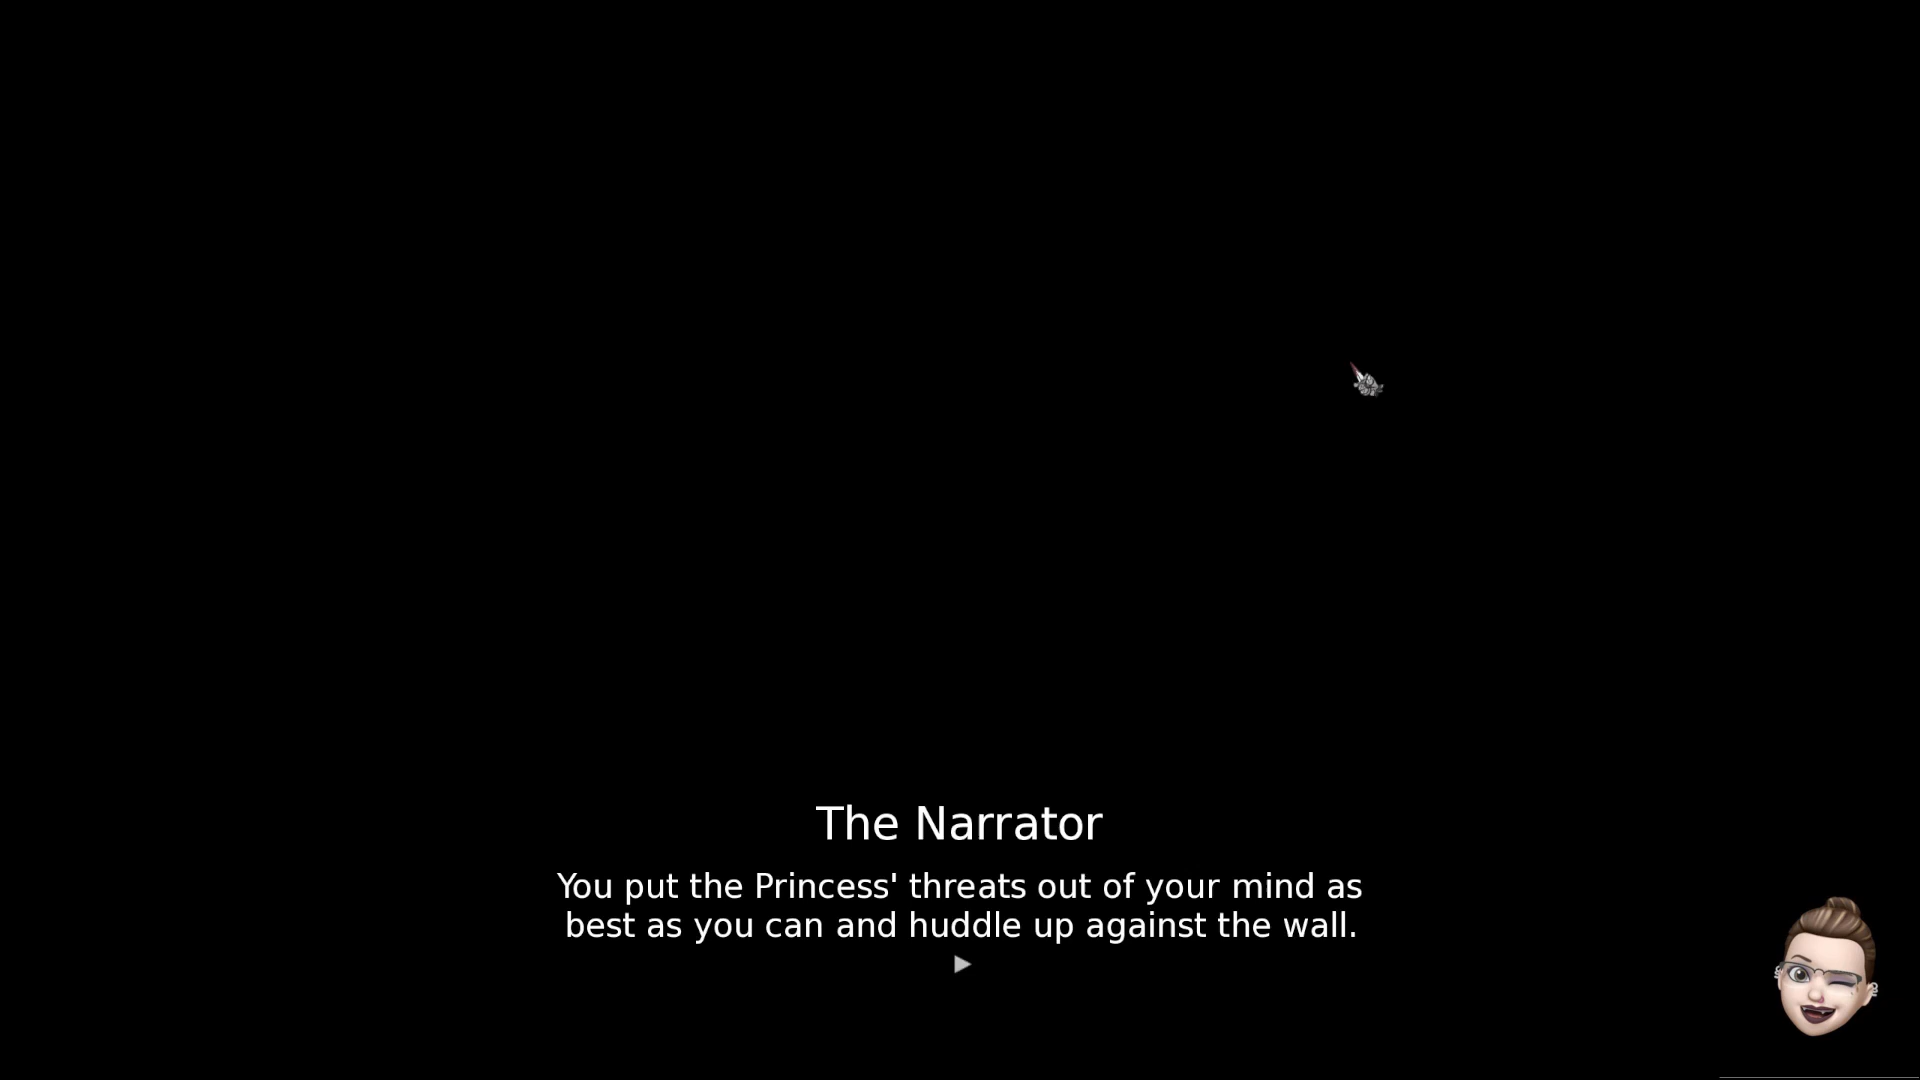 The Narrator
You put the Princess' threats out of your mind as
best as you can and huddle up against the wall.